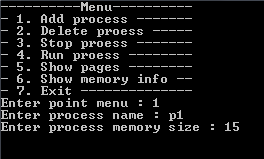 -----------Menu-----------
- 1. Add process -------
- 2. Delete proess -----
- 3. Stop proess -------
- 4. Run proess --------
- 5. Show pages --------
- 6. Show memory info --
- 7. Exit --------------
Enter point menu : 1
Enter process name : p1
Enter process memory size : 15